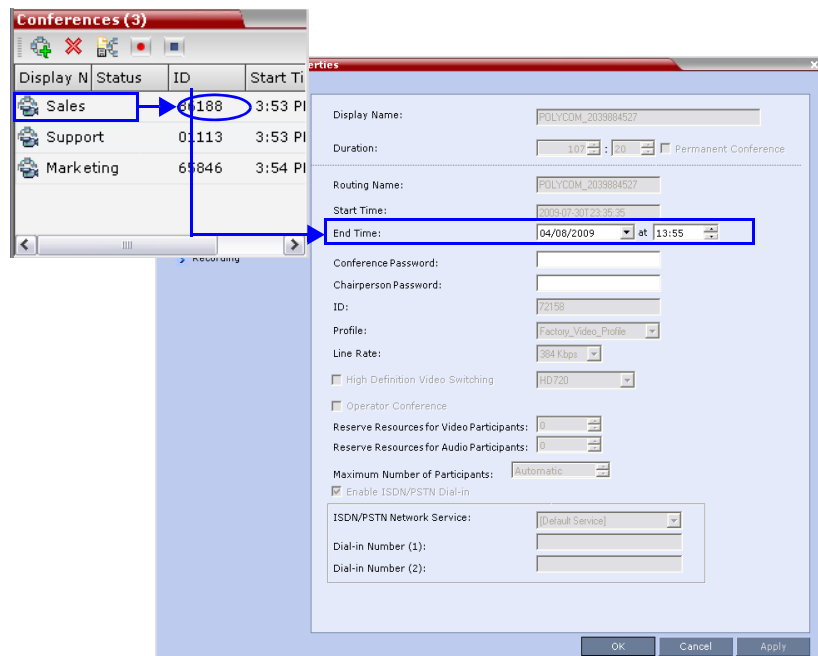 Conferences (3)
Display N Status ID Start Ti
Sales 86188 3:53 PI
Support 01113 3:53 PI
Marketing 65846 3:54 PI
erties
Display Name: POLYCOM_2039884527
Duration: 107 : 20 Permanent Conference
Routing Name: POLYCOM_2039884527
Start Time: 2009-07-30T23:35:35
End Time: 04/08/2009 at 13:55
Recording
Conference Password:
Chairperson Password:
ID: 72158
Profile: Factory_Video_Profile
Line Rate: 384 Kbps
High Definition Video Switching HD720
Operator Conference
Reserve Resources for Video Participants: 0
Reserve Resources for Audio Participants: 0
Maximum Number of Participants: Automatic
Enable ISDN/PSTN Dial-in
ISDN/PSTN Network Service: [Default Service]
Dial-in Number (1):
Dial-in Number (2):
OK Cancel Apply